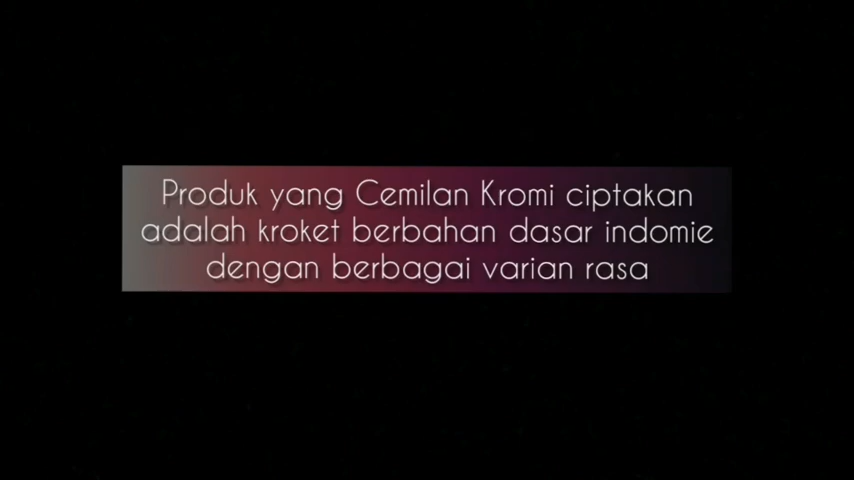 Produk yang Cemilan Kromi ciptakan
adalah kroket berbahan dasar indomie
dengan berbagai varian rasa